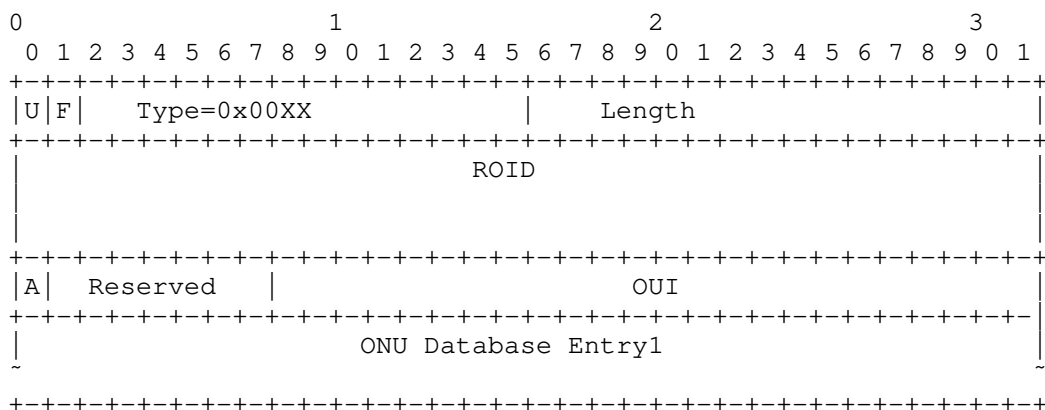 0                   1                   2                   3
 0 1 2 3 4 5 6 7 8 9 0 1 2 3 4 5 6 7 8 9 0 1 2 3 4 5 6 7 8 9 0 1
+-+-+-+-+-+-+-+-+-+-+-+-+-+-+-+-+-+-+-+-+-+-+-+-+-+-+-+-+-+-+-+-+
|U|F|   Type=0x00XX             |    Length                     |
+-+-+-+-+-+-+-+-+-+-+-+-+-+-+-+-+-+-+-+-+-+-+-+-+-+-+-+-+-+-+-+-+
|                            ROID                               |
|                                                               |
|                                                               |
+-+-+-+-+-+-+-+-+-+-+-+-+-+-+-+-+-+-+-+-+-+-+-+-+-+-+-+-+-+-+-+-+
|A|  Reserved   |                      OUI                      |
+-+-+-+-+-+-+-+-+-+-+-+-+-+-+-+-+-+-+-+-+-+-+-+-+-+-+-+-+-+-+-+-|
|                     ONU Database Entry1                       |
~                                                               ~
+-+-+-+-+-+-+-+-+-+-+-+-+-+-+-+-+-+-+-+-+-+-+-+-+-+-+-+-+-+-+-+-+